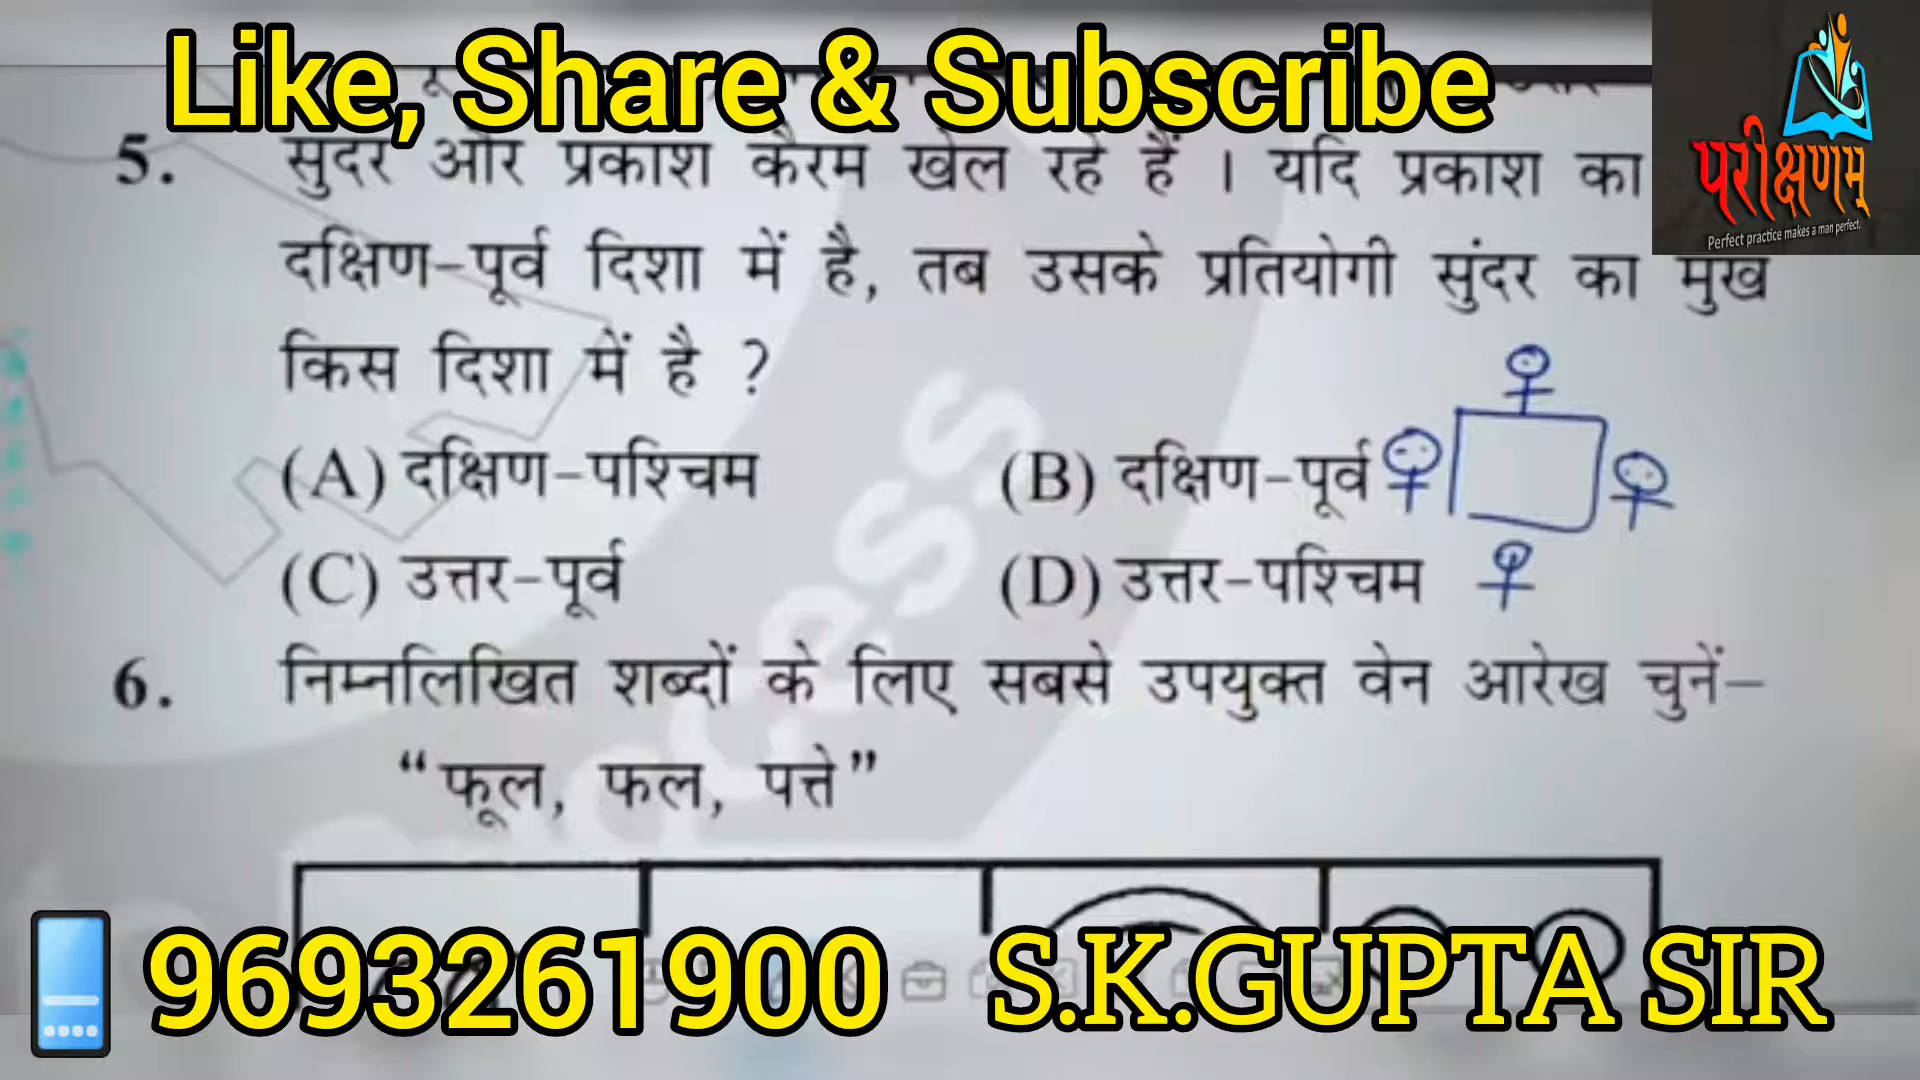 Like, Share & Subscribe
परीक्षणम्
Perfect practice makes a man perfect.
5. सुंदर और प्रकाश कैरम खेल रहे हैं । यदि प्रकाश का
दक्षिण-पूर्व दिशा में है, तब उसके प्रतियोगी सुंदर का मुख
किस दिशा में है ?
(A) दक्षिण-पश्चिम (B) दक्षिण-पूर्व
(C) उत्तर-पूर्व (D) उत्तर-पश्चिम
6. निम्नलिखित शब्दों के लिए सबसे उपयुक्त वेन आरेख चुनें–
“फूल, फल, पत्ते”
9693261900 S.K.GUPTA SIR